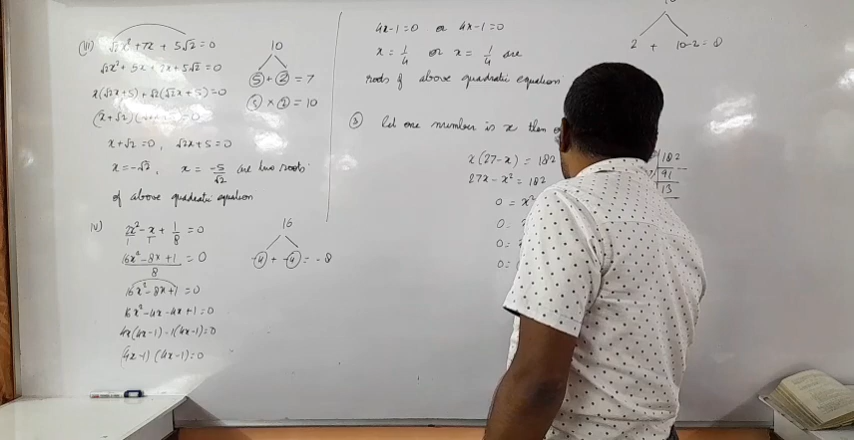 (iii) √2x² + 7x + 5√2 = 0
√2x² + 5x + 2x + 5√2 = 0
x(√2x + 5) + √2(√2x + 5) = 0
(x + √2)( = 0
x + √2 = 0, √2x + 5 = 0
x = -√2, x = -5/√2 are two roots
of above quadratic equation
10
5 + 2 = 7
5 × 2 = 10
iv) 2x² - x + 1/8 = 0
1 1
16x² - 8x + 1 / 8 = 0
16x² - 8x + 1 = 0
16x² - 4x - 4x + 1 = 0
4x(4x - 1) - 1(4x - 1) = 0
(4x - 1)(4x - 1) = 0
16
-4 + -4 = -8
4x - 1 = 0 or 4x - 1 = 0
x = 1/4 or x = 1/4 are
roots of above quadratic equation
3) let one number is x then
x(27 - x) = 182
27x - x² = 182
0 = x²
0 =
0 =
0 =
182
91
13
2 + 10-2 = 8